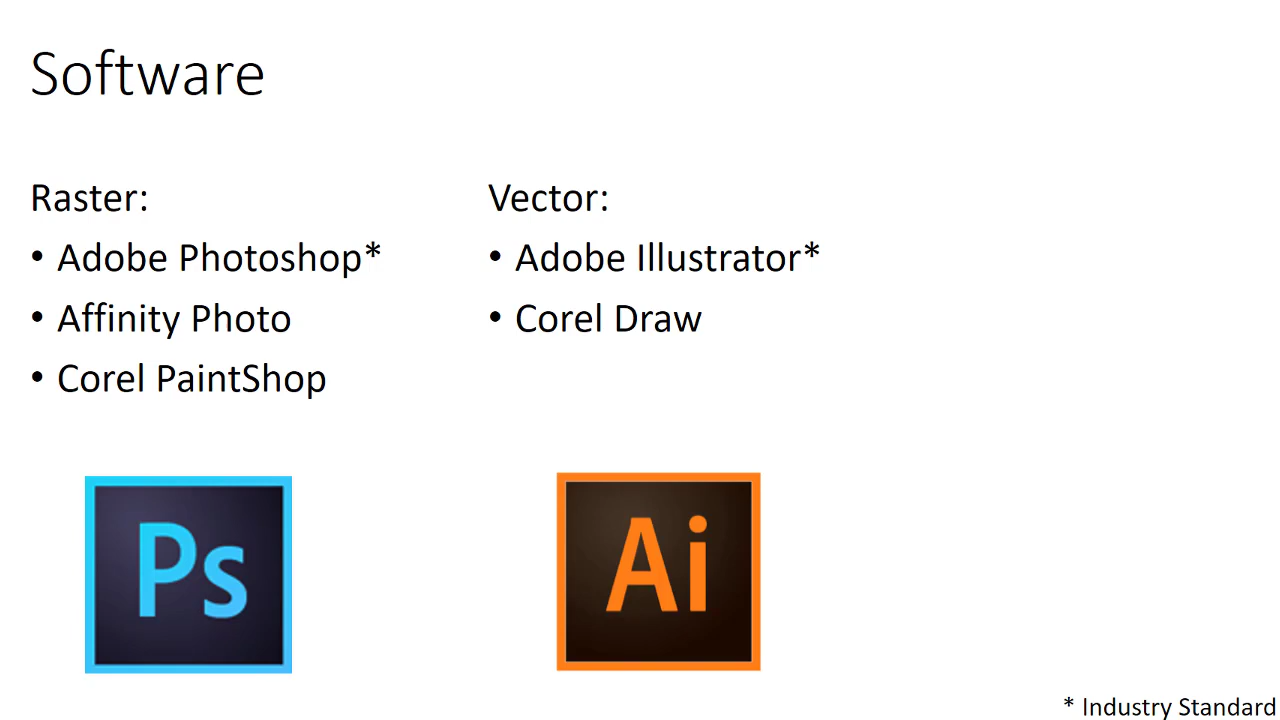 Software
Raster:
• Adobe Photoshop*
• Affinity Photo
• Corel PaintShop
Vector:
• Adobe Illustrator*
• Corel Draw
Ps
Ai
* Industry Standard